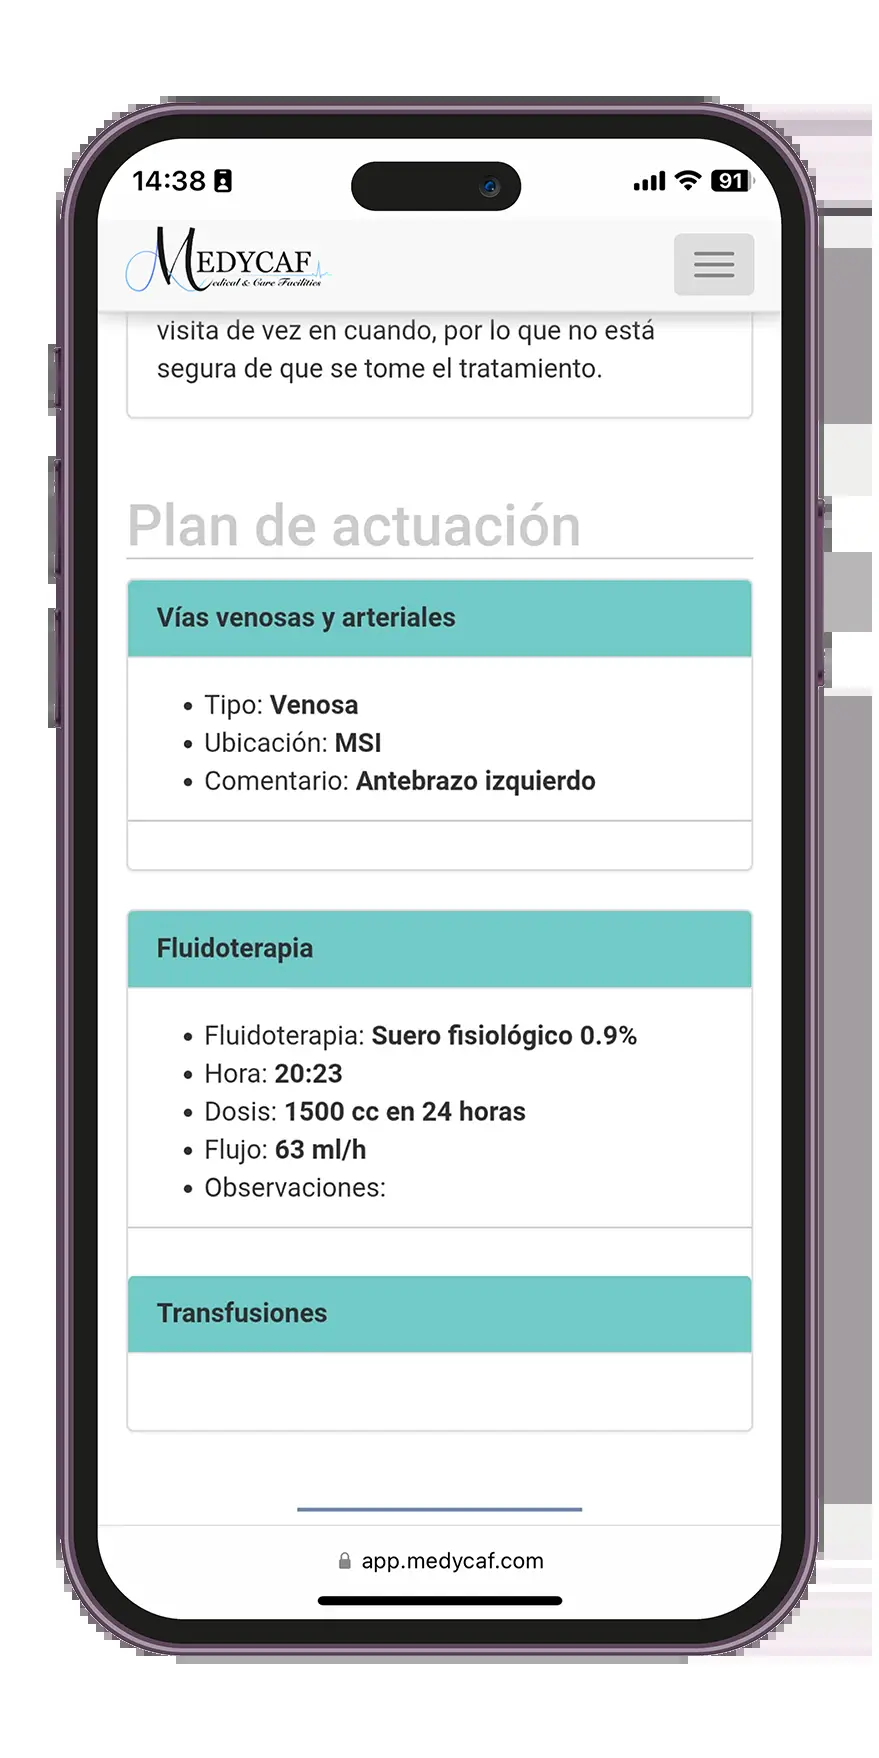 14:38
91
MEDYCAF
Medical & Care Facilities
visita de vez en cuando, por lo que no está
segura de que se tome el tratamiento.
Plan de actuación
Vías venosas y arteriales
• Tipo: Venosa
• Ubicación: MSI
• Comentario: Antebrazo izquierdo
Fluidoterapia
• Fluidoterapia: Suero fisiológico 0.9%
• Hora: 20:23
• Dosis: 1500 cc en 24 horas
• Flujo: 63 ml/h
• Observaciones:
Transfusiones
app.medycaf.com